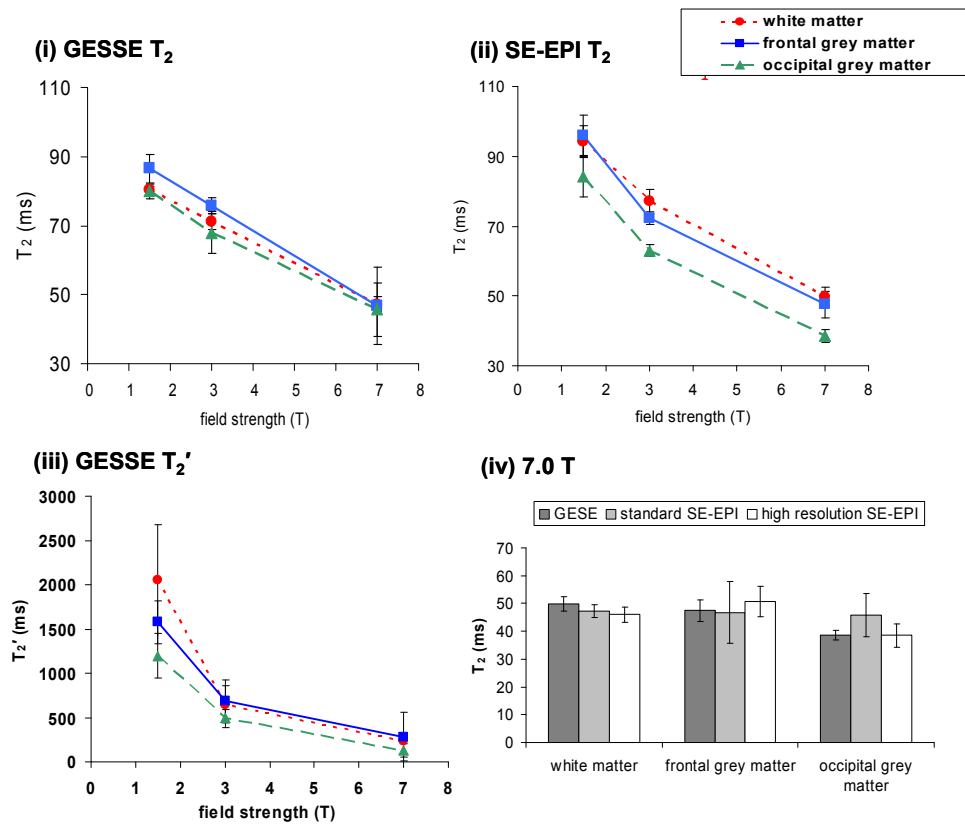 (i) GESSE T₂
(ii) SE-EPI T₂
white matter
frontal grey matter
occipital grey matter
110
90
70
50
30
T₂ (ms)
0 1 2 3 4 5 6 7 8
field strength (T)
110
90
70
50
30
T₂ (ms)
0 1 2 3 4 5 6 7 8
field strength (T)
(iii) GESSE T₂′
3000
2500
2000
1500
1000
500
0
T₂′ (ms)
0 1 2 3 4 5 6 7 8
field strength (T)
(iv) 7.0 T
GESE standard SE-EPI high resolution SE-EPI
70
60
50
40
30
20
10
0
T₂ (ms)
white matter frontal grey matter occipital grey
matter